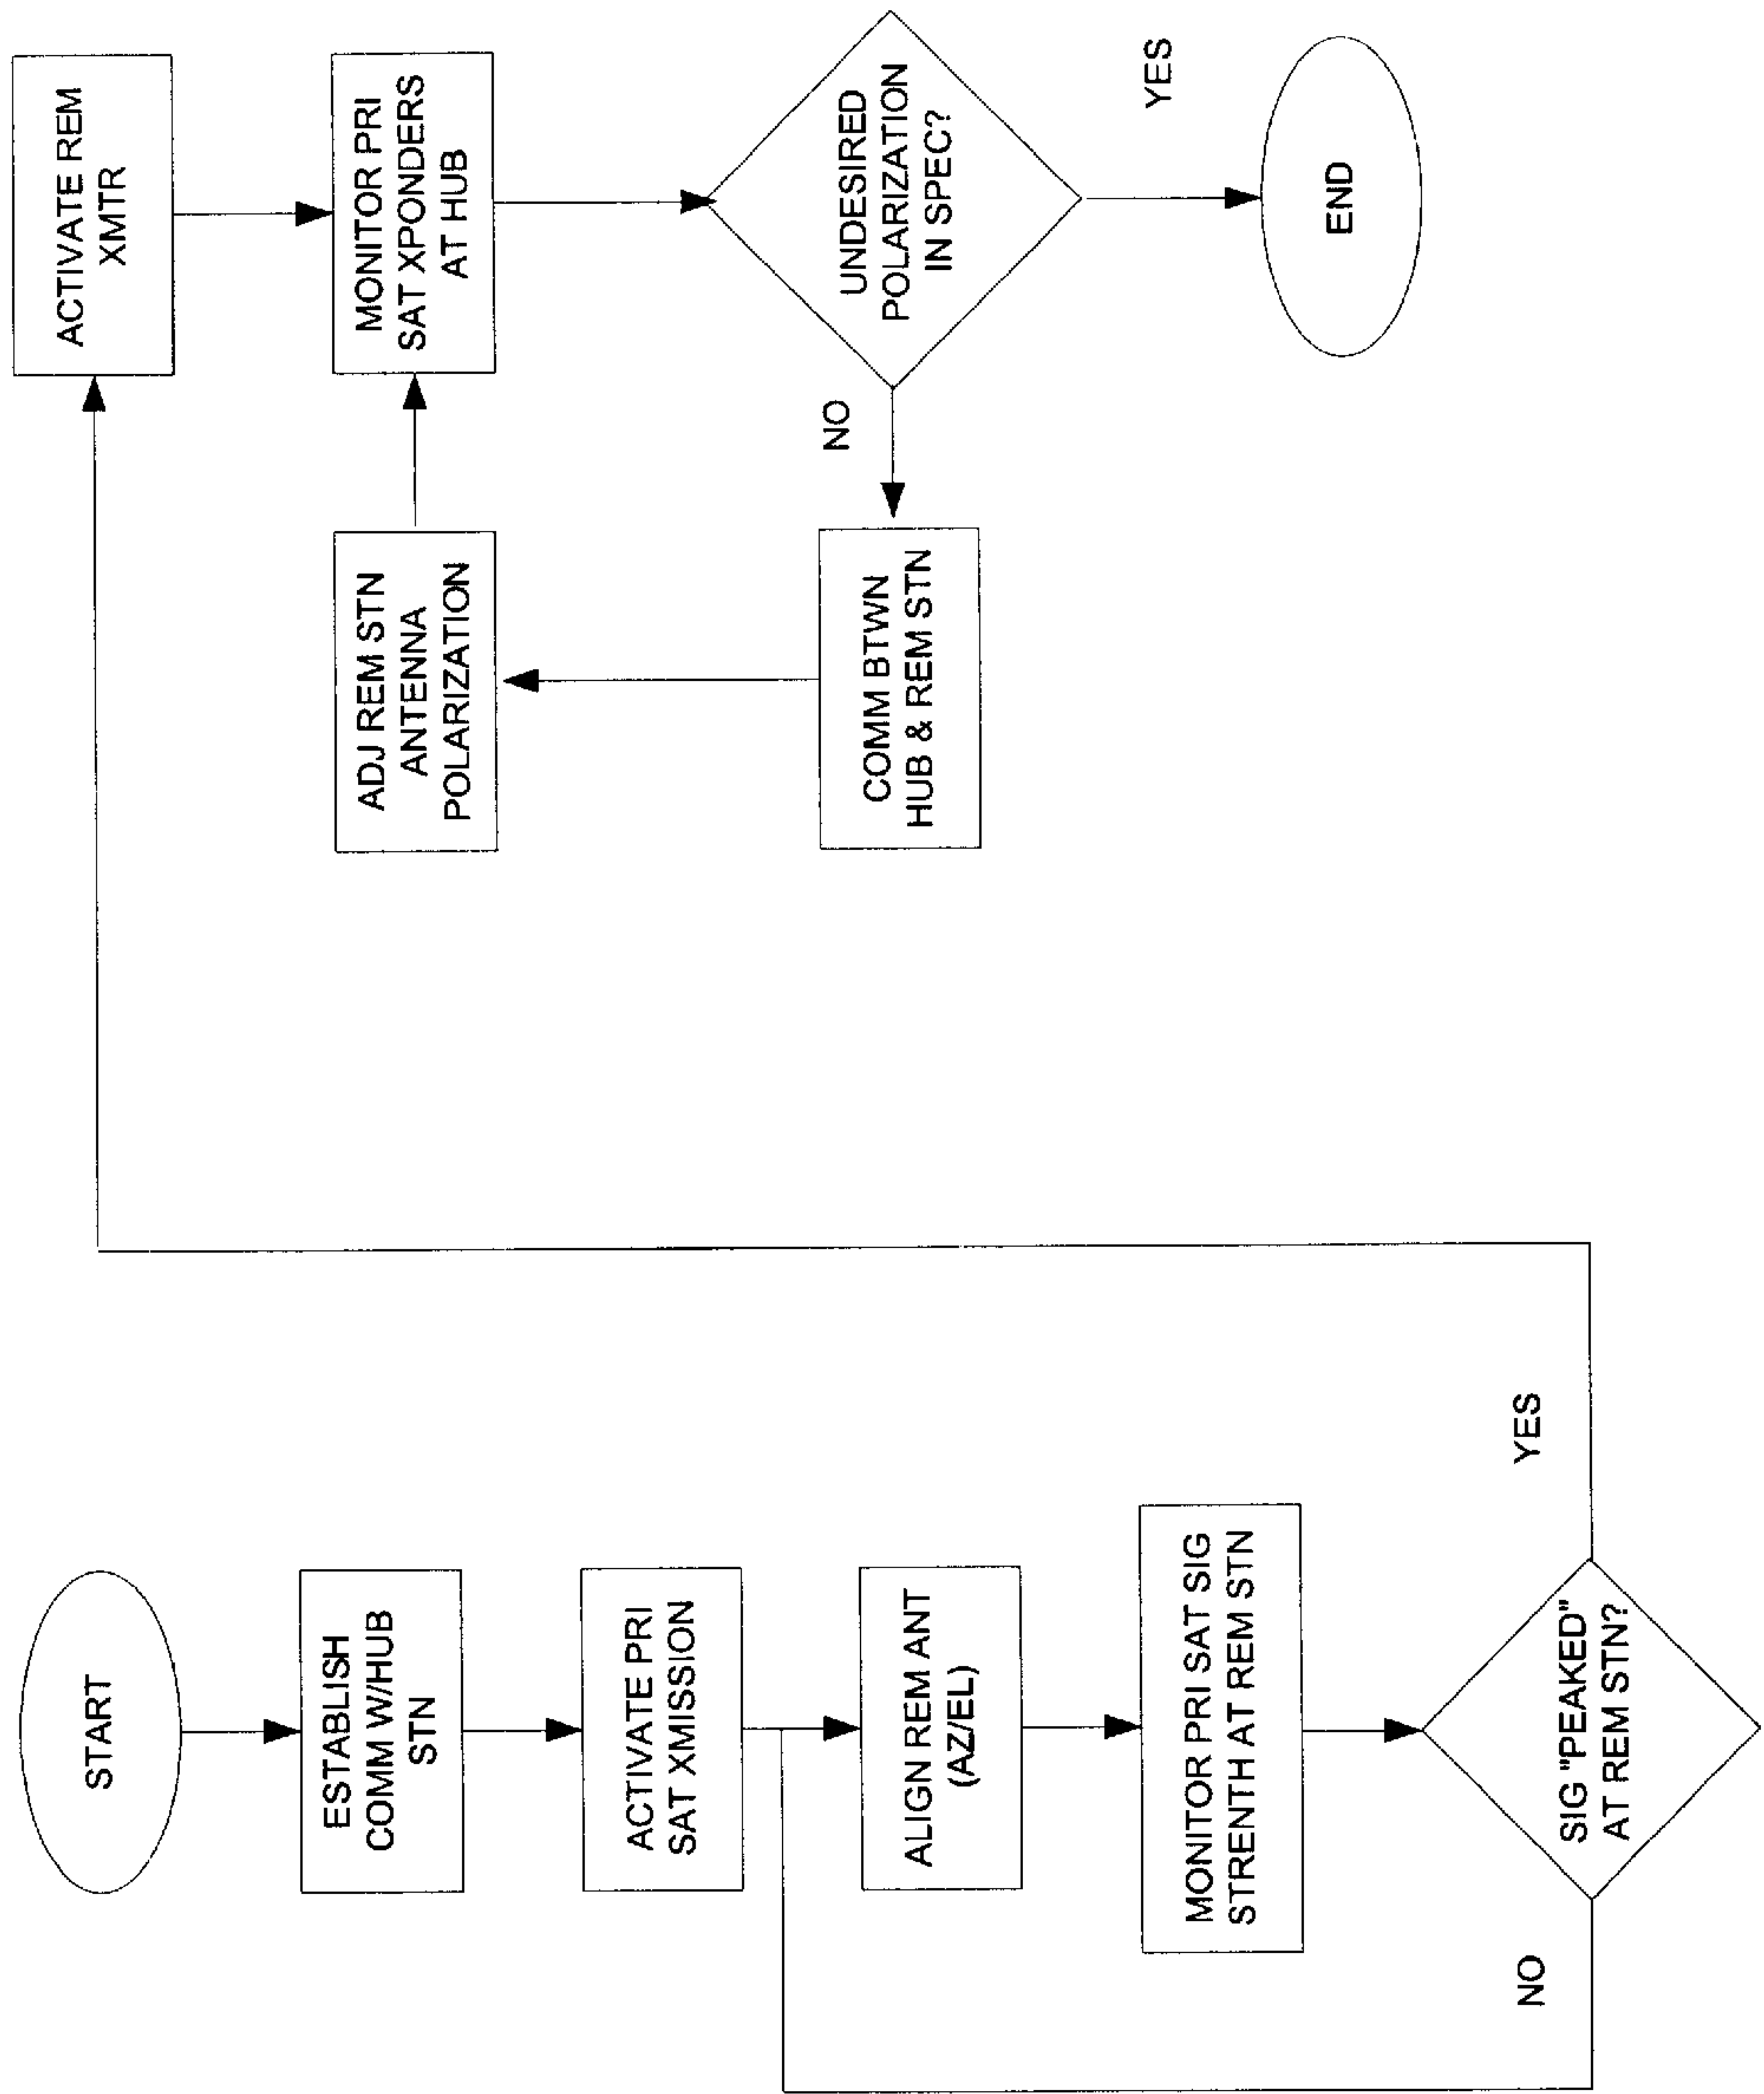 START
ESTABLISH
COMM W/HUB
STN
ACTIVATE PRI
SAT XMISSION
ALIGN REM ANT
(AZ/EL)
MONITOR PRI SAT SIG
STRENTH AT REM STN
SIG "PEAKED"
AT REM STN?
NO
YES
ACTIVATE REM
XMTR
MONITOR PRI
SAT XPONDERS
AT HUB
UNDESIRED
POLARIZATION
IN SPEC?
NO
COMM BTWN
HUB & REM STN
ADJ REM STN
ANTENNA
POLARIZATION
YES
END